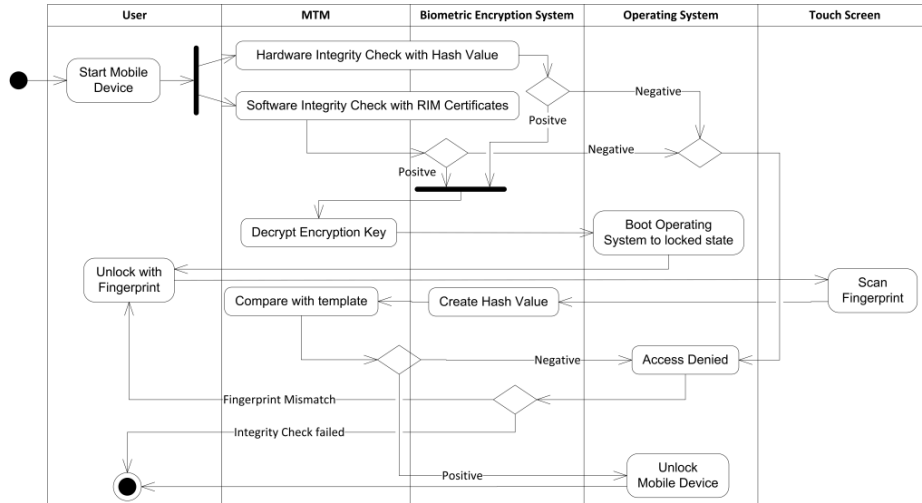 User
MTM
Biometric Encryption System
Operating System
Touch Screen
Start Mobile
Device
Hardware Integrity Check with Hash Value
Software Integrity Check with RIM Certificates
Negative
Positve
Negative
Positve
Decrypt Encryption Key
Boot Operating
System to locked state
Unlock with
Fingerprint
Scan
Fingerprint
Compare with template
Create Hash Value
Negative
Access Denied
Fingerprint Mismatch
Integrity Check failed
Positive
Unlock
Mobile Device